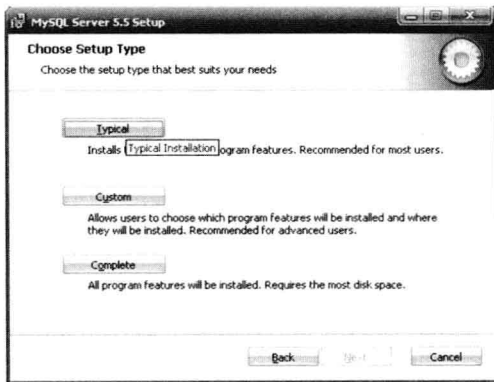 MySQL Server 5.5 Setup
Choose Setup Type
Choose the setup type that best suits your needs
Typical
Installs Typical Installation ogram features. Recommended for most users.
Custom
Allows users to choose which program features will be installed and where
they will be installed. Recommended for advanced users.
Complete
All program features will be installed. Requires the most disk space.
Back Next Cancel